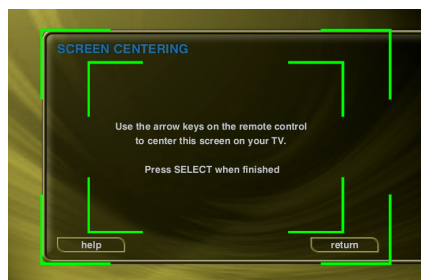 SCREEN CENTERING
Use the arrow keys on the remote control
to center this screen on your TV.
Press SELECT when finished
help
return